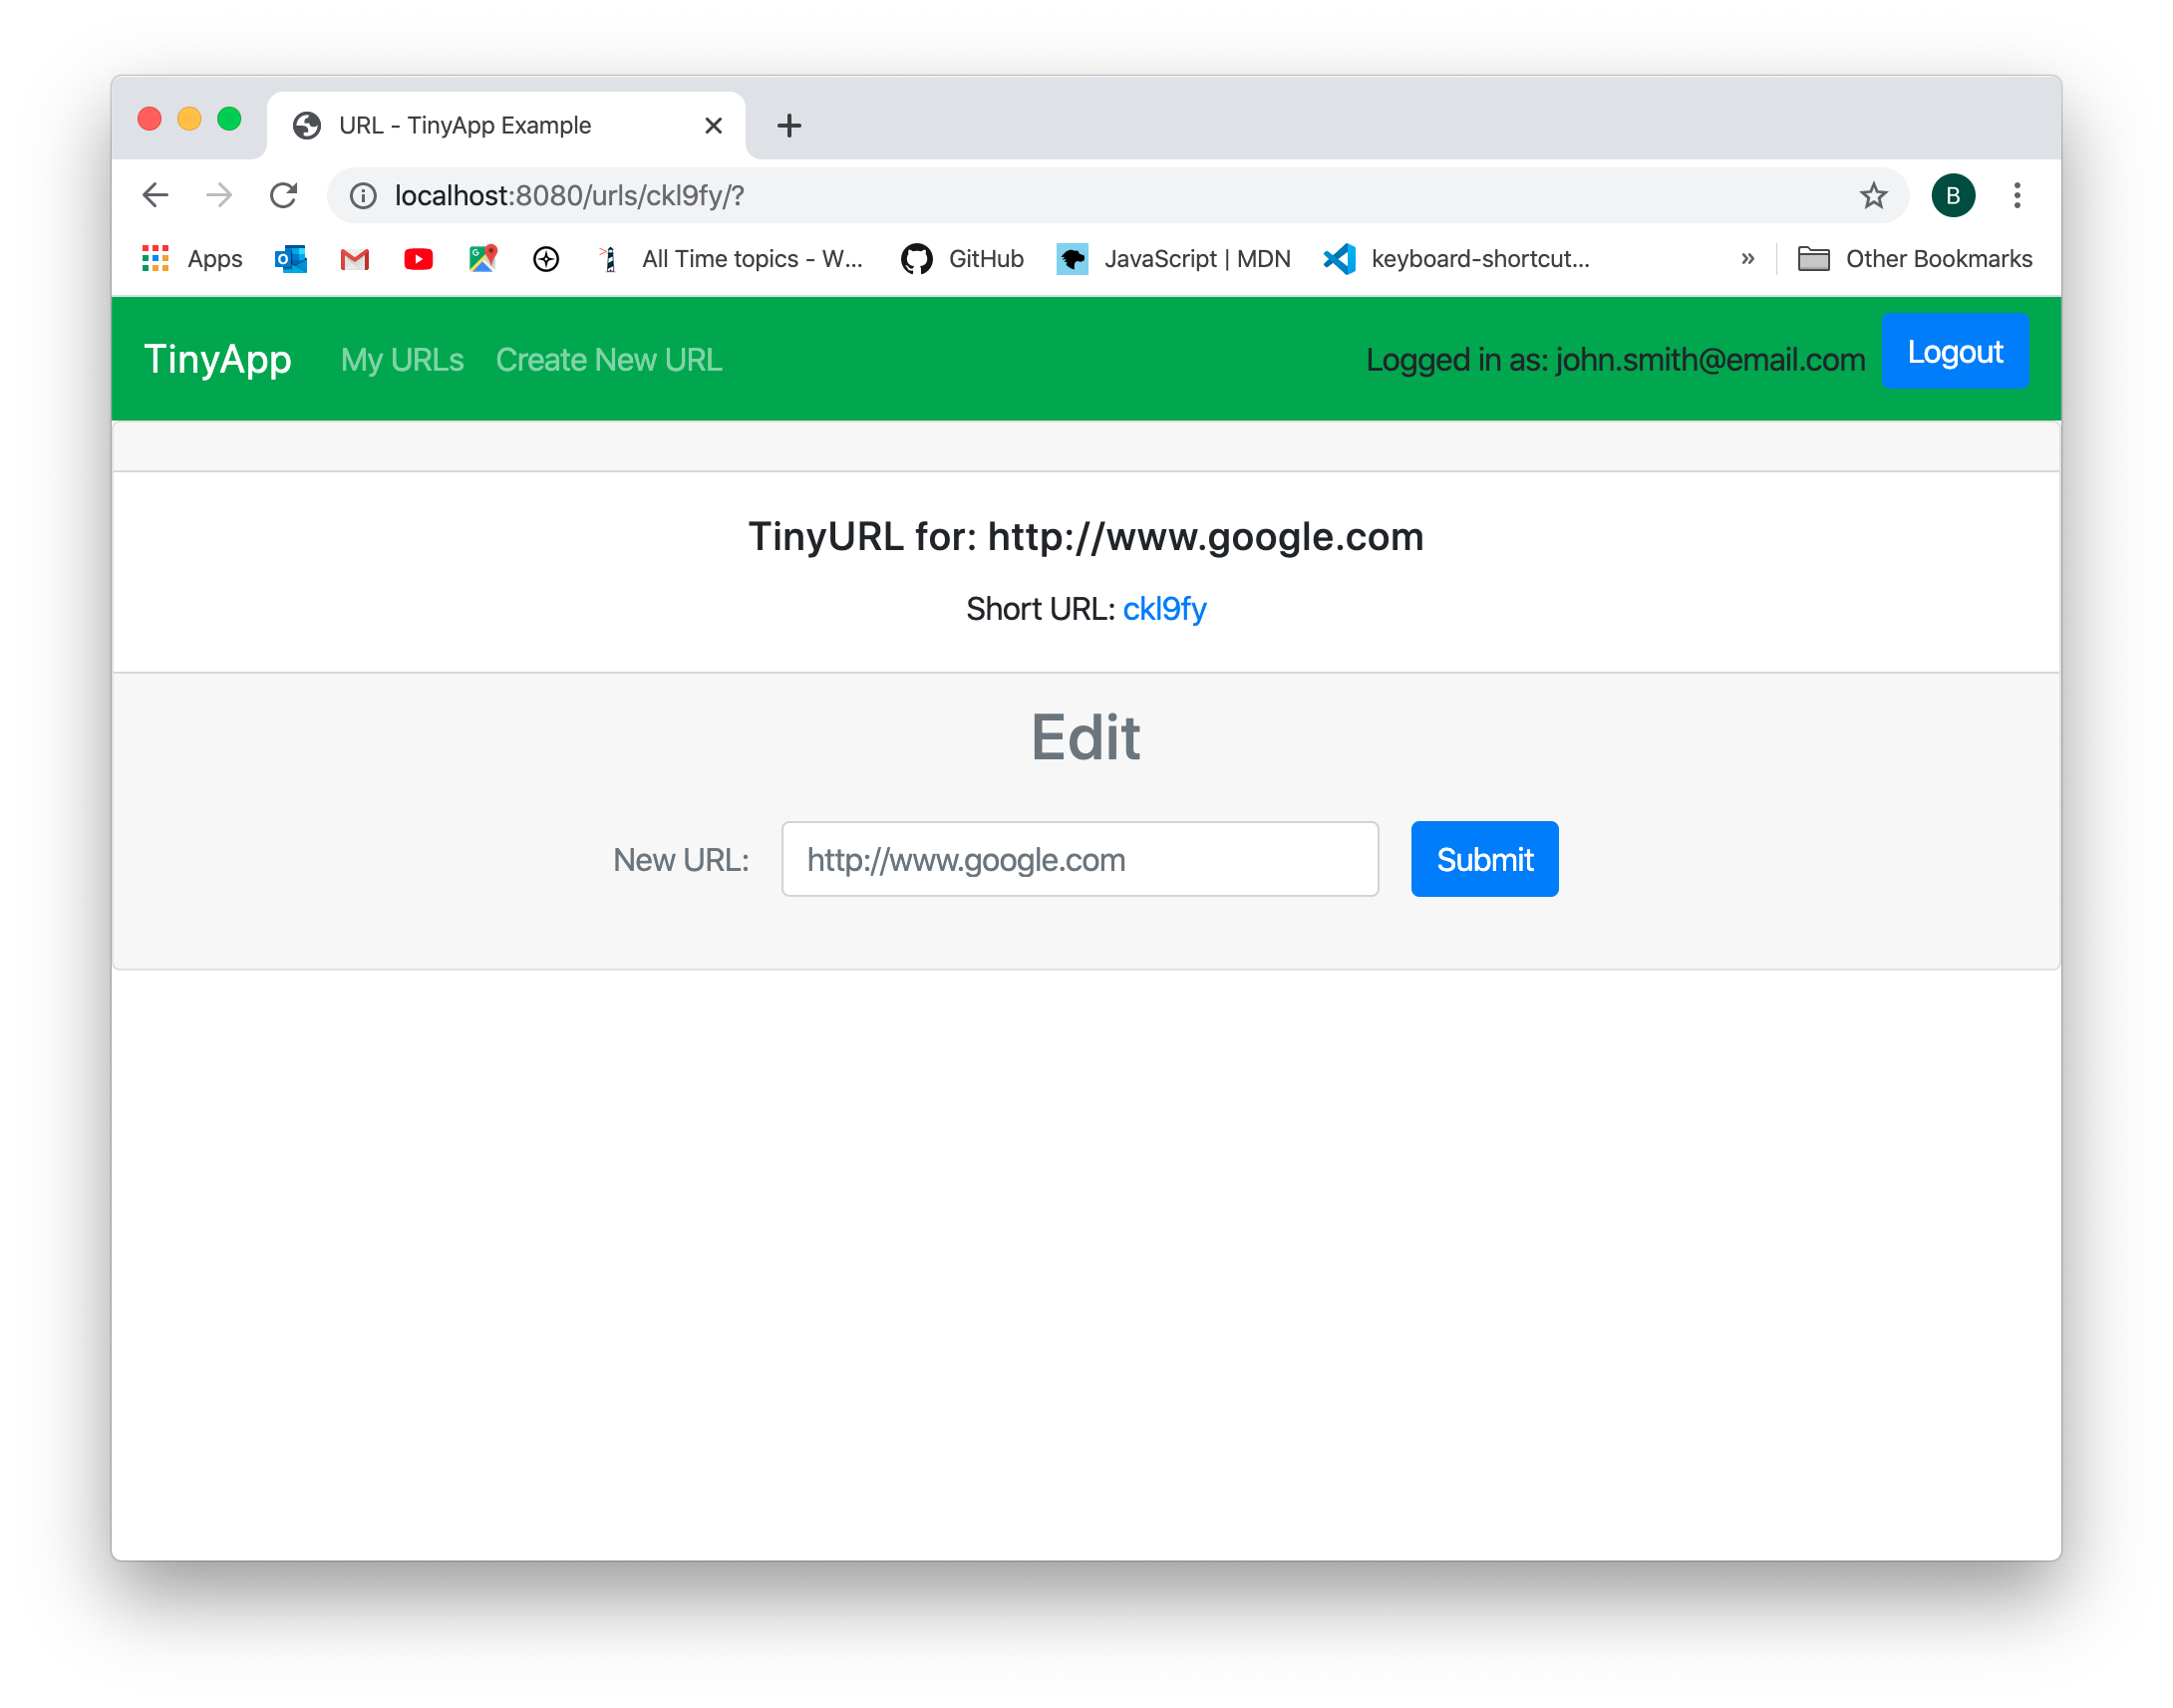 URL - TinyApp Example
localhost:8080/urls/ckl9fy/?
B
Apps
All Time topics - W...
GitHub
JavaScript | MDN
keyboard-shortcut...
»
Other Bookmarks
TinyApp
My URLs
Create New URL
Logged in as: john.smith@email.com
Logout
TinyURL for: http://www.google.com
Short URL: ckl9fy
Edit
New URL:
http://www.google.com
Submit